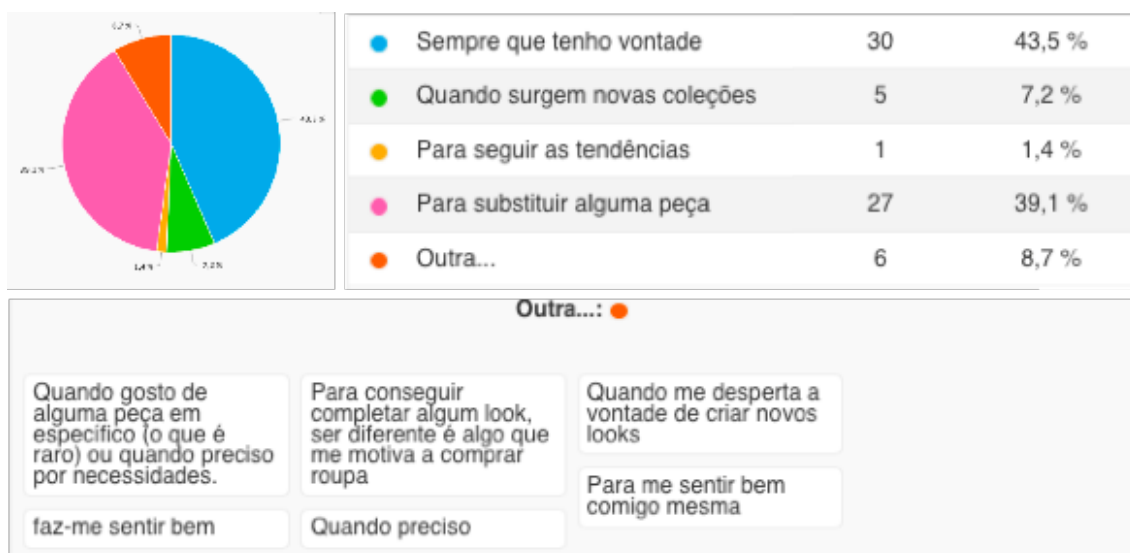 Sempre que tenho vontade 30 43,5 %
Quando surgem novas coleções 5 7,2 %
Para seguir as tendências 1 1,4 %
Para substituir alguma peça 27 39,1 %
Outra... 6 8,7 %
Outra...:
Quando gosto de
alguma peça em
específico (o que é
raro) ou quando preciso
por necessidades.
faz-me sentir bem
Para conseguir
completar algum look,
ser diferente é algo que
me motiva a comprar
roupa
Quando preciso
Quando me desperta a
vontade de criar novos
looks
Para me sentir bem
comigo mesma